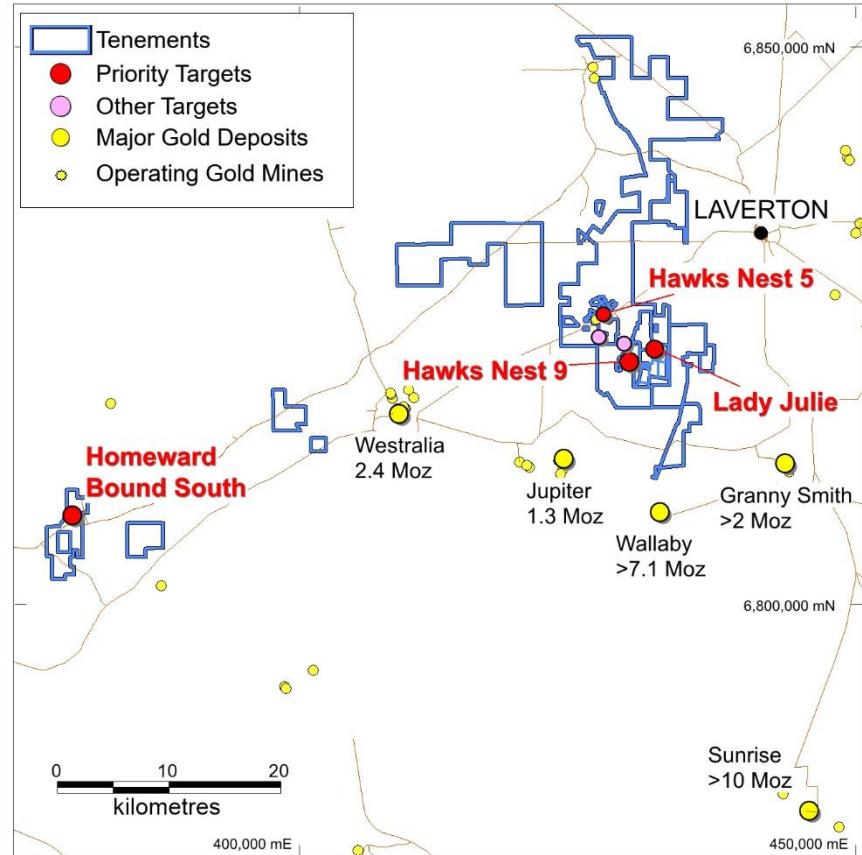 Tenements
Priority Targets
Other Targets
Major Gold Deposits
Operating Gold Mines
6,850,000 mN
LAVERTON
Hawks Nest 5
Hawks Nest 9
Lady Julie
Westralia
2.4 Moz
Homeward
Bound South
Jupiter
1.3 Moz
Granny Smith
>2 Moz
Wallaby
>7.1 Moz
6,800,000 mN
Sunrise
>10 Moz
0
10
20
kilometres
400,000 mE
450,000 mE